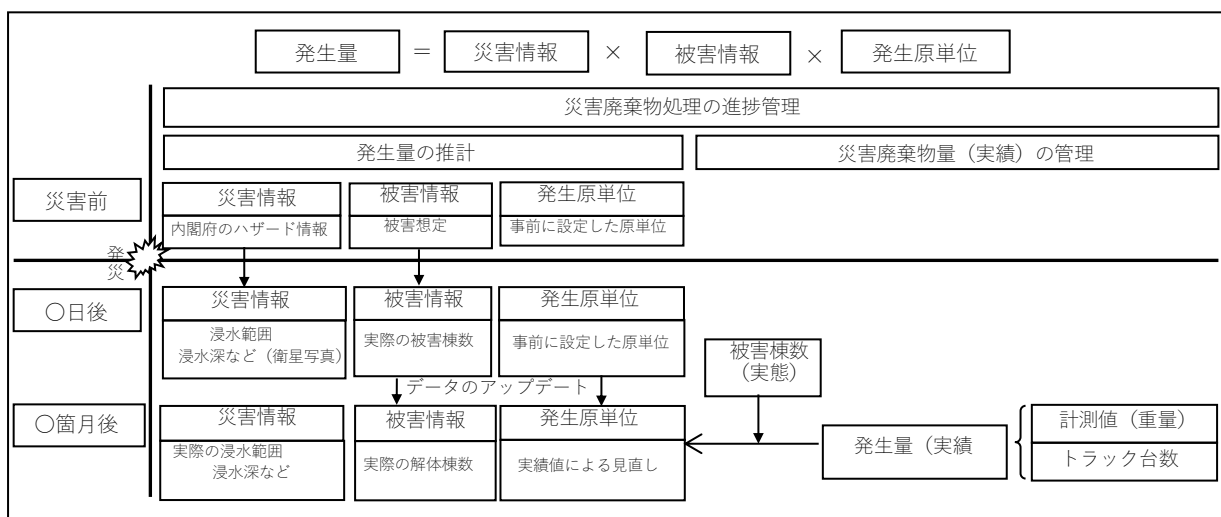 発生量 = 災害情報 × 被害情報 × 発生原単位
災害廃棄物処理の進捗管理
発生量の推計 災害廃棄物量（実績）の管理
災害前
災害情報 被害情報 発生原単位
内閣府のハザード情報 被害想定 事前に設定した原単位
発災
〇日後
災害情報 被害情報 発生原単位
浸水範囲
浸水深など（衛星写真） 実際の被害棟数 事前に設定した原単位
被害棟数
（実態）
データのアップデート
〇箇月後
災害情報 被害情報 発生原単位
実際の浸水範囲
浸水深など 実際の解体棟数 実績値による見直し
発生量（実績
計測値（重量）
トラック台数